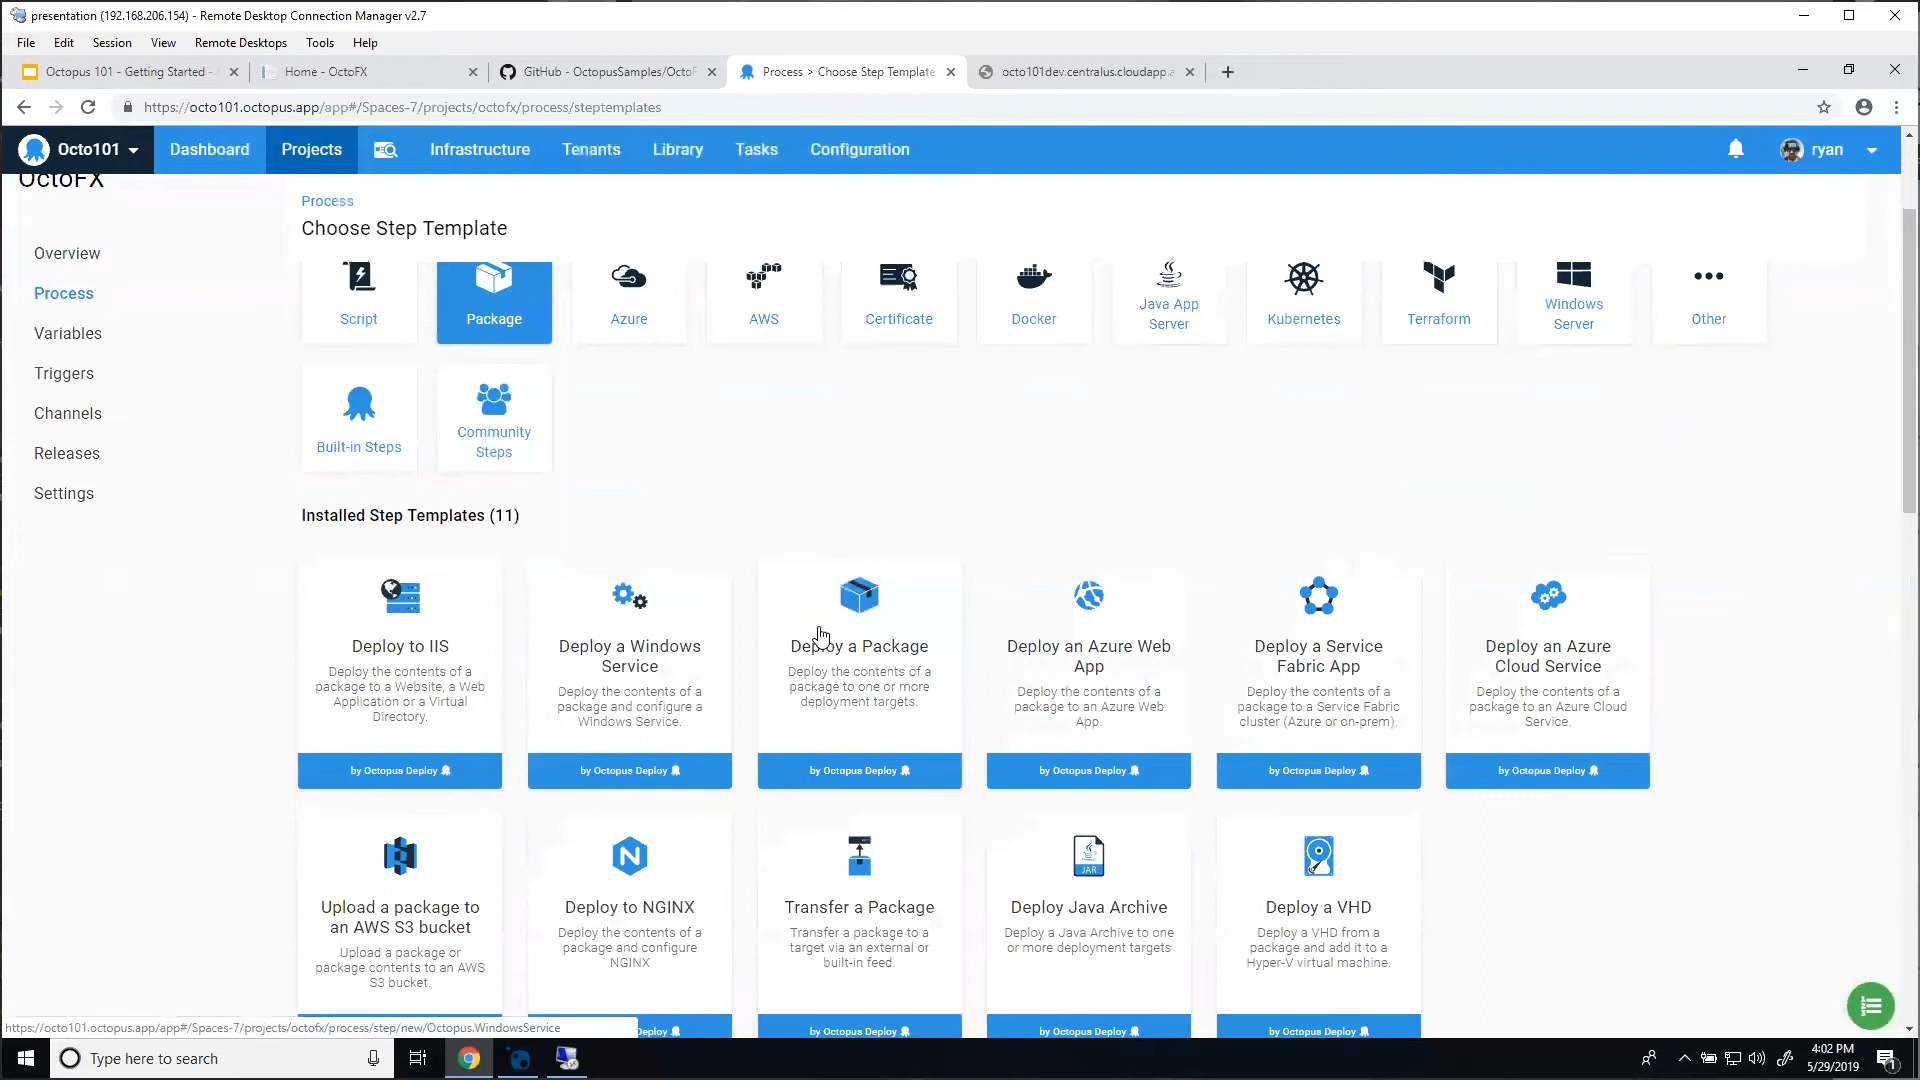 presentation (192.168.206.154) - Remote Desktop Connection Manager v2.7
File Edit Session View Remote Desktops Tools Help
Octopus 101 - Getting Started -
Home - OctoFX
GitHub - OctopusSamples/OctoF
Process > Choose Step Template
octo101dev.centralus.cloudapp.a
https://octo101.octopus.app/app#/Spaces-7/projects/octofx/process/steptemplates
Octo101 Dashboard Projects Infrastructure Tenants Library Tasks Configuration ryan
OctoFX
Overview
Process
Variables
Triggers
Channels
Releases
Settings
Process
Choose Step Template
Script
Package
Azure
AWS
Certificate
Docker
Java App
Server
Kubernetes
Terraform
Windows
Server
Other
Built-in Steps
Community
Steps
Installed Step Templates (11)
Deploy to IIS
Deploy the contents of a
package to a Website, a Web
Application or a Virtual
Directory.
by Octopus Deploy
Deploy a Windows
Service
Deploy the contents of a
package and configure a
Windows Service.
by Octopus Deploy
Deploy a Package
Deploy the contents of a
package to one or more
deployment targets.
by Octopus Deploy
Deploy an Azure Web
App
Deploy the contents of a
package to an Azure Web
App.
by Octopus Deploy
Deploy a Service
Fabric App
Deploy the contents of a
package to a Service Fabric
cluster (Azure or on-prem).
by Octopus Deploy
Deploy an Azure
Cloud Service
Deploy the contents of a
package to an Azure Cloud
Service.
by Octopus Deploy
Upload a package to
an AWS S3 bucket
Upload a package or
package contents to an AWS
S3 bucket.
Deploy to NGINX
Deploy the contents of a
package and configure
NGINX
Deploy
Transfer a Package
Transfer a package to a
target via an external or
built-in feed.
by Octopus Deploy
JAR
Deploy Java Archive
Deploy a Java Archive to one
or more deployment targets
by Octopus Deploy
Deploy a VHD
Deploy a VHD from a
package and add it to a
Hyper-V virtual machine.
by Octopus Deploy
https://octo101.octopus.app/app#/Spaces-7/projects/octofx/process/step/new/Octopus.WindowsService
Type here to search
4:02 PM
5/29/2019
1